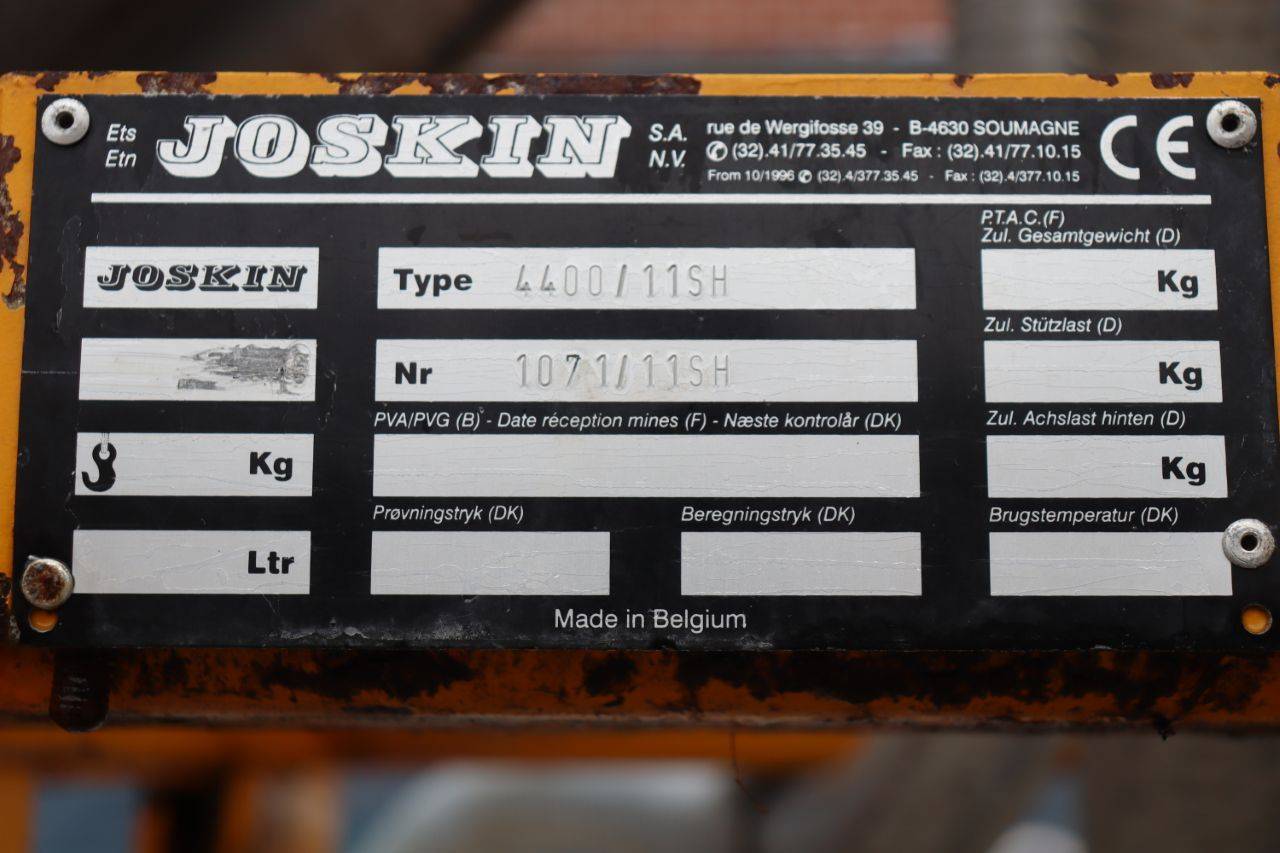 Ets
Etn
JOSKIN
S.A.
N.V.
rue de Wergifosse 39 - B-4630 SOUMAGNE
✆ (32).41/77.35.45 - Fax : (32).41/77.10.15
From 10/1996 ✆ (32).4/377.35.45 - Fax : (32).4/377.10.15
CE
JOSKIN
Type 4400/11SH
P.T.A.C.(F)
Zul. Gesamtgewicht (D)
Kg
Nr 1071/11SH
Zul. Stützlast (D)
Kg
Kg
PVA/PVG (B) - Date réception mines (F) - Næste kontrolår (DK)
Zul. Achslast hinten (D)
Kg
Ltr
Prøvningstryk (DK)
Beregningstryk (DK)
Brugstemperatur (DK)
Made in Belgium